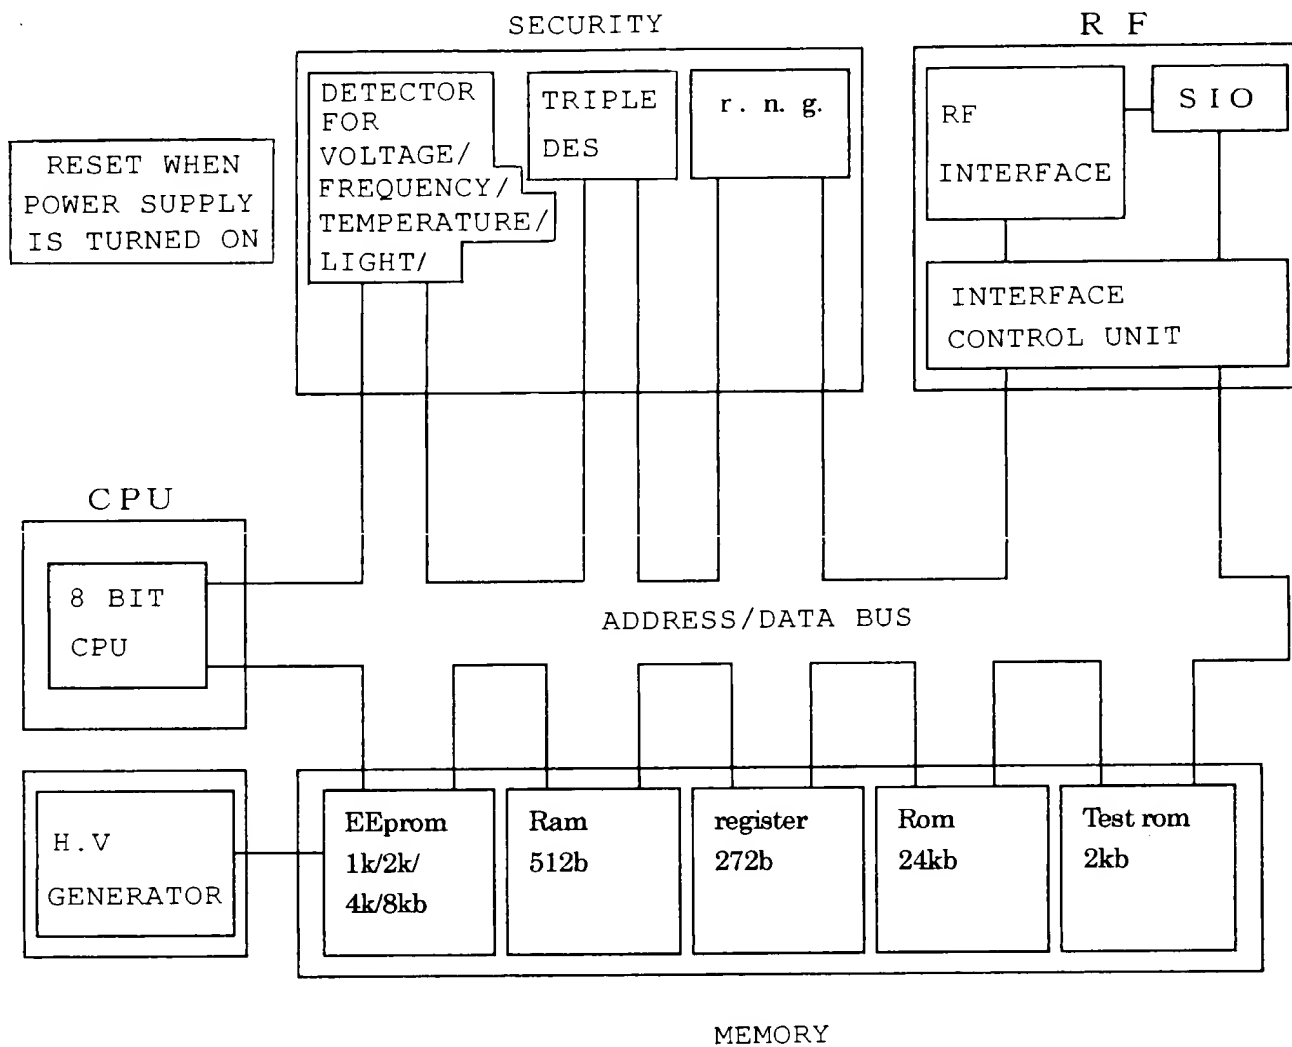 SECURITY
R F
DETECTOR
FOR
VOLTAGE/
FREQUENCY/
TEMPERATURE/
LIGHT/
TRIPLE
DES
r. n. g.
RF
INTERFACE
SIO
RESET WHEN
POWER SUPPLY
IS TURNED ON
INTERFACE
CONTROL UNIT
CPU
8 BIT
CPU
ADDRESS/DATA BUS
H.V
GENERATOR
EEprom
1k/2k/
4k/8kb
Ram
512b
register
272b
Rom
24kb
Test rom
2kb
MEMORY